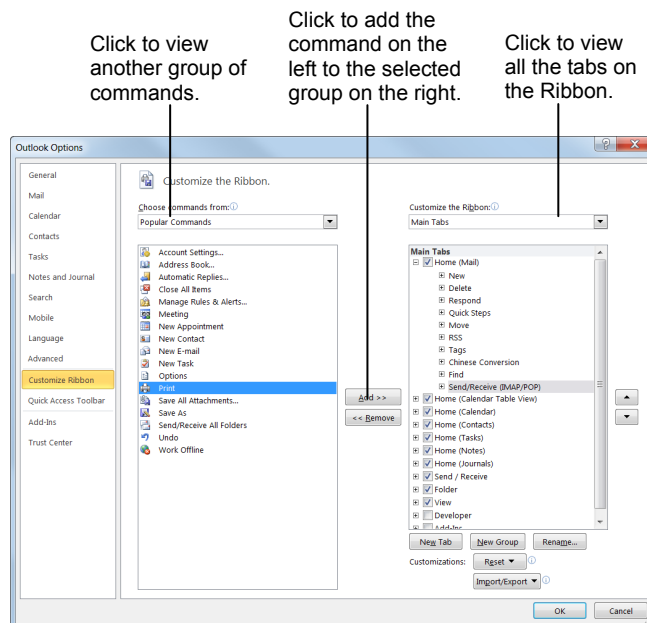 Click to view
another group of
commands.
Click to add the
command on the
left to the selected
group on the right.
Click to view
all the tabs on
the Ribbon.
Outlook Options
General
Mail
Calendar
Contacts
Tasks
Notes and Journal
Search
Mobile
Language
Advanced
Customize Ribbon
Quick Access Toolbar
Add-Ins
Trust Center
Customize the Ribbon.
Choose commands from:
Popular Commands
Account Settings...
Address Book...
Automatic Replies...
Close All Items
Manage Rules & Alerts...
Meeting
New Appointment
New Contact
New E-mail
New Task
Options
Print
Save All Attachments...
Save As
Send/Receive All Folders
Undo
Work Offline
Add >>
<< Remove
Customize the Ribbon:
Main Tabs
Main Tabs
Home (Mail)
New
Delete
Respond
Quick Steps
Move
RSS
Tags
Chinese Conversion
Find
Send/Receive (IMAP/POP)
Home (Calendar Table View)
Home (Calendar)
Home (Contacts)
Home (Tasks)
Home (Notes)
Home (Journals)
Send / Receive
Folder
View
Developer
Add-Ins
New Tab New Group Rename...
Customizations: Reset
Import/Export
OK Cancel